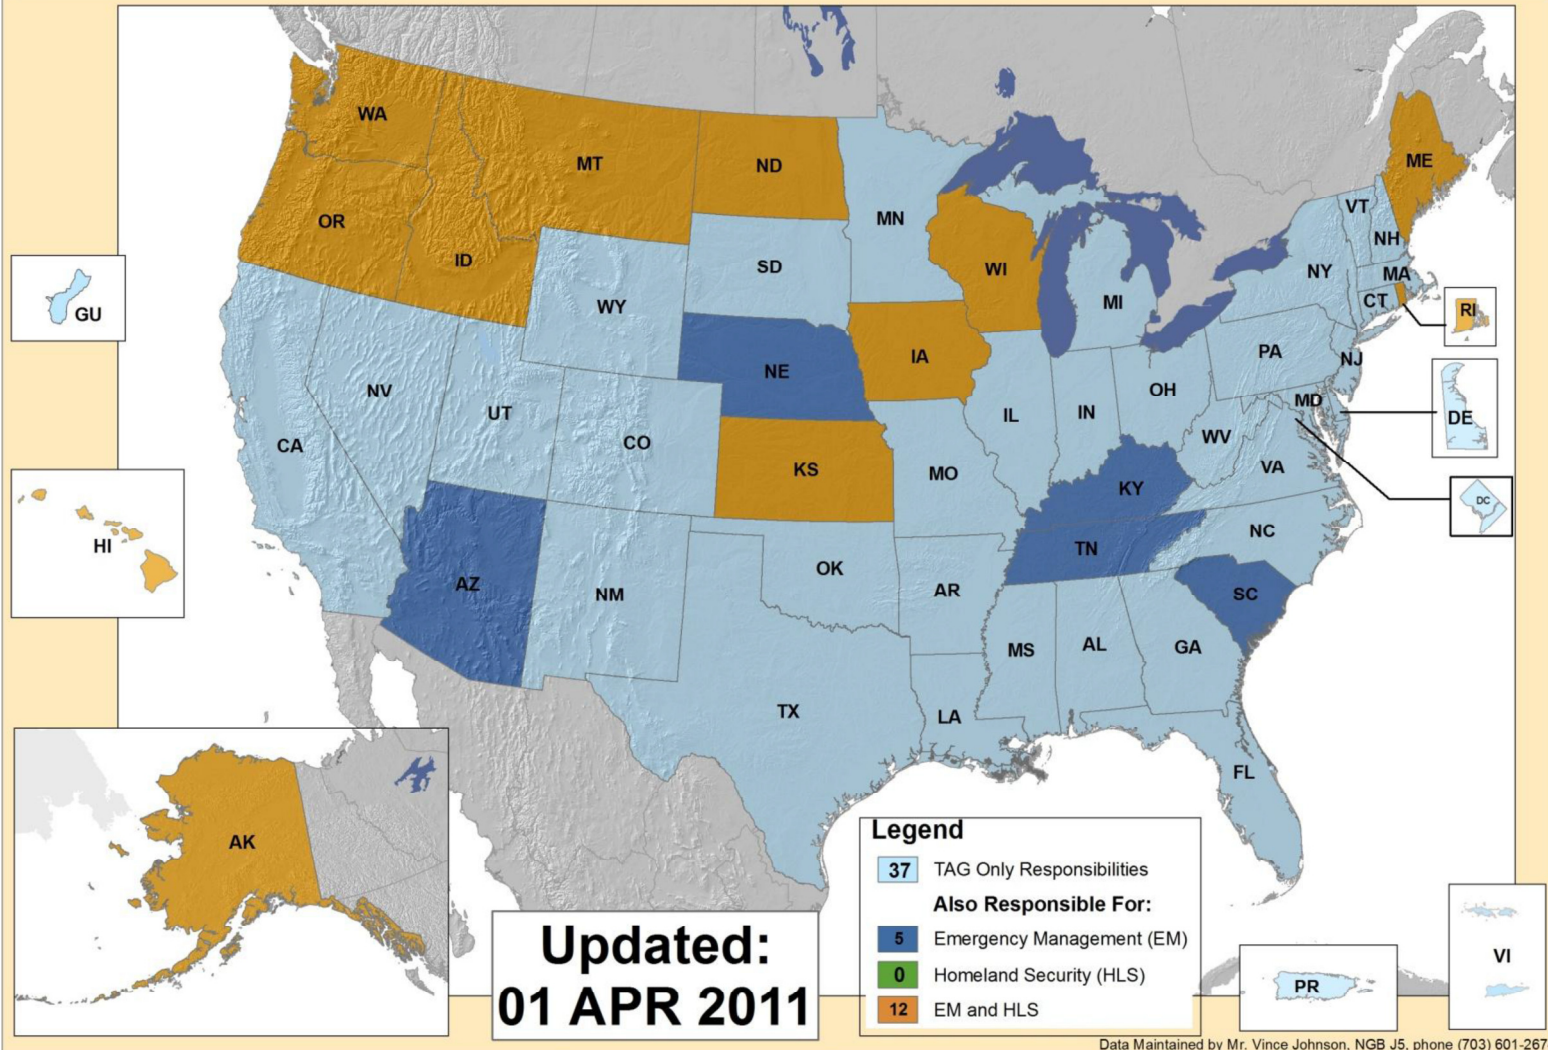 WA
MT
ND
ME
OR
ID
MN
VT
NH
WI
SD
NY
MA
WY
MI
CT
RI
GU
IA
PA
NJ
NE
NV
OH
MD
UT
IL
IN
DE
CA
CO
WV
KS
MO
VA
KY
DC
HI
NC
TN
AZ
OK
NM
AR
SC
MS
AL
GA
TX
LA
FL
AK
Legend
37 TAG Only Responsibilities
Also Responsible For:
5 Emergency Management (EM)
0 Homeland Security (HLS)
12 EM and HLS
Updated:
01 APR 2011
VI
PR
Data Maintained by Mr. Vince Johnson, NGB J5, phone (703) 601-267